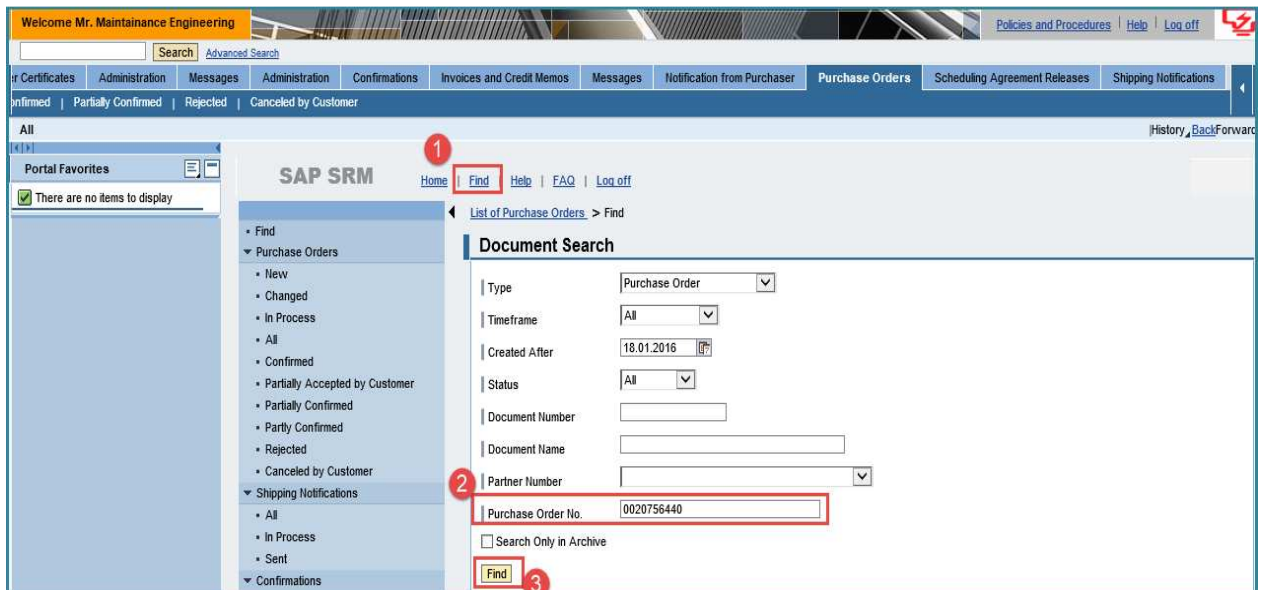 Welcome Mr. Maintainance Engineering
Policies and Procedures | Help | Log off
Search Advanced Search
er Certificates Administration Messages Administration Confirmations Invoices and Credit Memos Messages Notification from Purchaser Purchase Orders Scheduling Agreement Releases Shipping Notifications
onfirmed | Partially Confirmed | Rejected | Canceled by Customer
All
|History Back Forward
Portal Favorites
There are no items to display
1
SAP SRM
Home | Find | Help | FAQ | Log off
List of Purchase Orders > Find
Find
Purchase Orders
New
Changed
In Process
All
Confirmed
Partially Accepted by Customer
Partially Confirmed
Partly Confirmed
Rejected
Canceled by Customer
Shipping Notifications
All
In Process
Sent
Confirmations
Document Search
Type Purchase Order
Timeframe All
Created After 18.01.2016
Status All
Document Number
Document Name
Partner Number
2
Purchase Order No. 0020756440
Search Only in Archive
Find
3